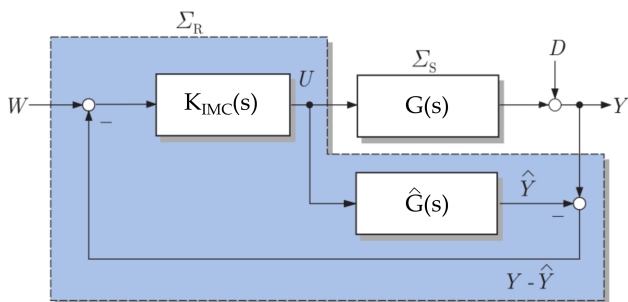 Σ_R
D
U
Σ_S
W
K_IMC(s)
G(s)
Y
−
Ĝ(s)
Ŷ
−
Y - Ŷ